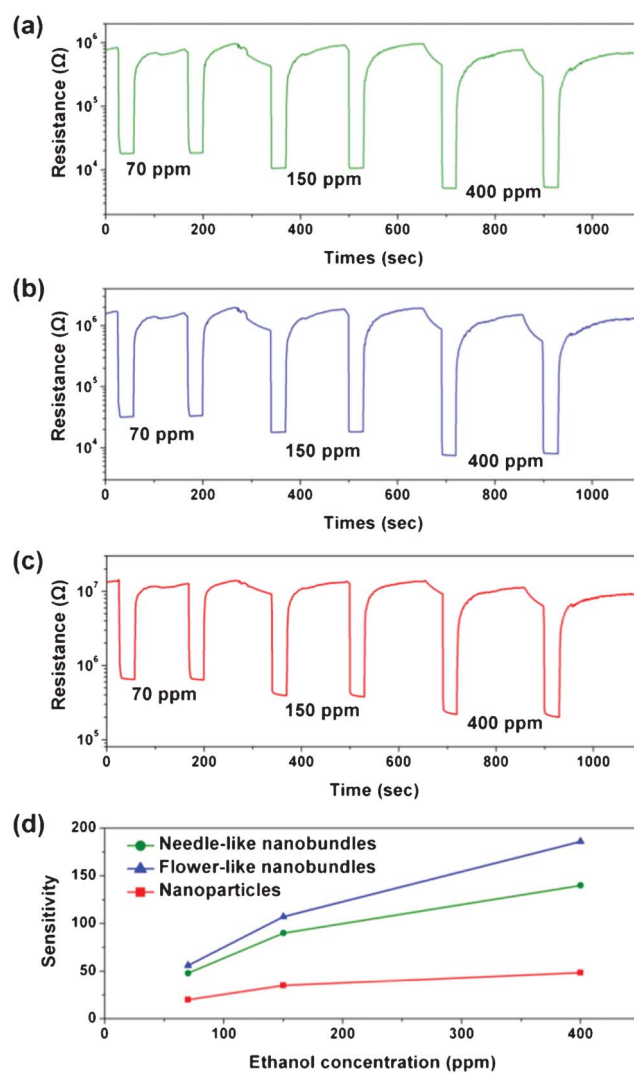 (a)
10⁶
10⁵
10⁴
Resistance (Ω)
70 ppm
150 ppm
400 ppm
0 200 400 600 800 1000
Times (sec)
(b)
10⁶
10⁵
10⁴
Resistance (Ω)
70 ppm
150 ppm
400 ppm
0 200 400 600 800 1000
Times (sec)
(c)
10⁷
10⁶
10⁵
Resistance (Ω)
70 ppm
150 ppm
400 ppm
0 200 400 600 800 1000
Time (sec)
(d)
200
150
100
50
0
Sensitivity
Needle-like nanobundles
Flower-like nanobundles
Nanoparticles
0 100 200 300 400
Ethanol concentration (ppm)